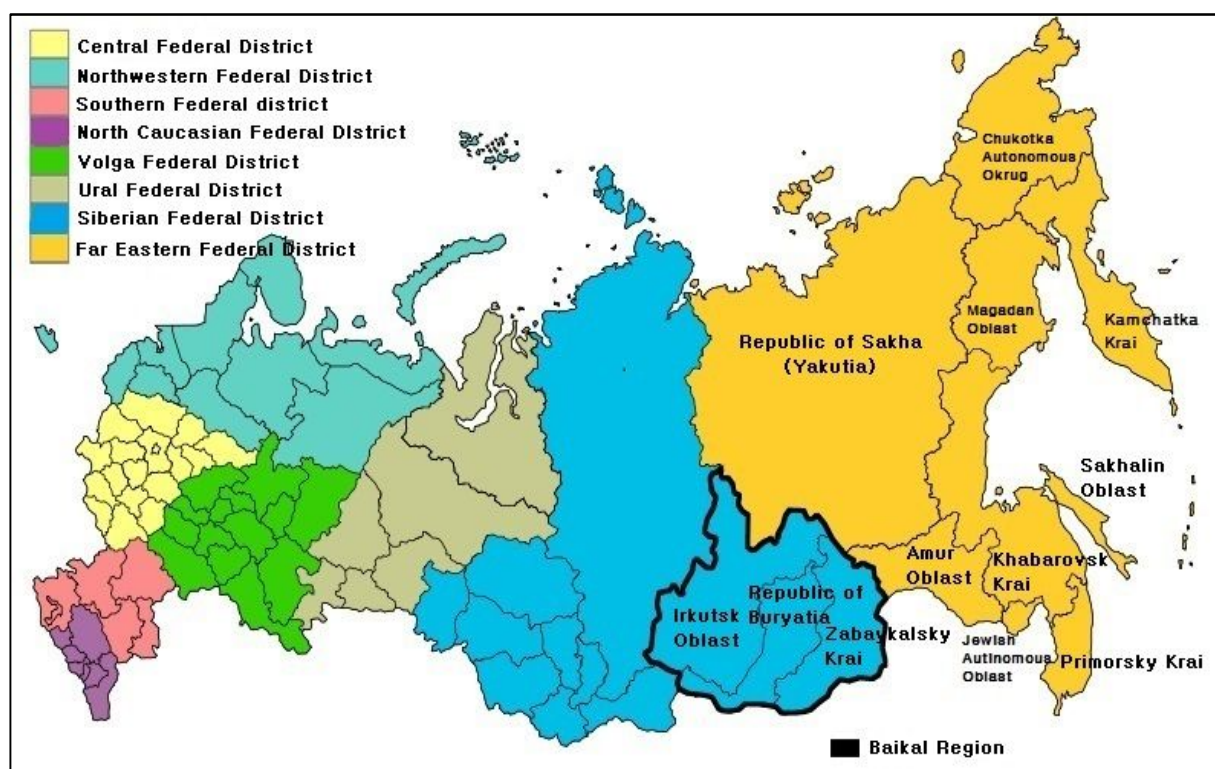 Central Federal District
Northwestern Federal District
Southern Federal district
North Caucasian Federal DIstrict
Volga Federal District
Ural Federal District
Siberian Federal District
Far Eastern Federal District
Chukotka
Autonomous
Okrug
Magadan
Oblast
Kamchatka
Krai
Republic of Sakha
(Yakutia)
Sakhalin
Oblast
Amur
Oblast
Khabarovsk
Krai
Republic of
Buryatia
Irkutsk
Oblast
Zabaykalsky
Krai
Jewish
Autinomous
Oblast
Primorsky Krai
Baikal Region